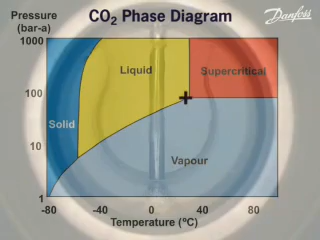 CO2 Phase Diagram
Danfoss
Pressure
(bar-a)
1000
100
10
1
Liquid
Supercritical
Solid
Vapour
-80
-40
0
40
80
Temperature (°C)